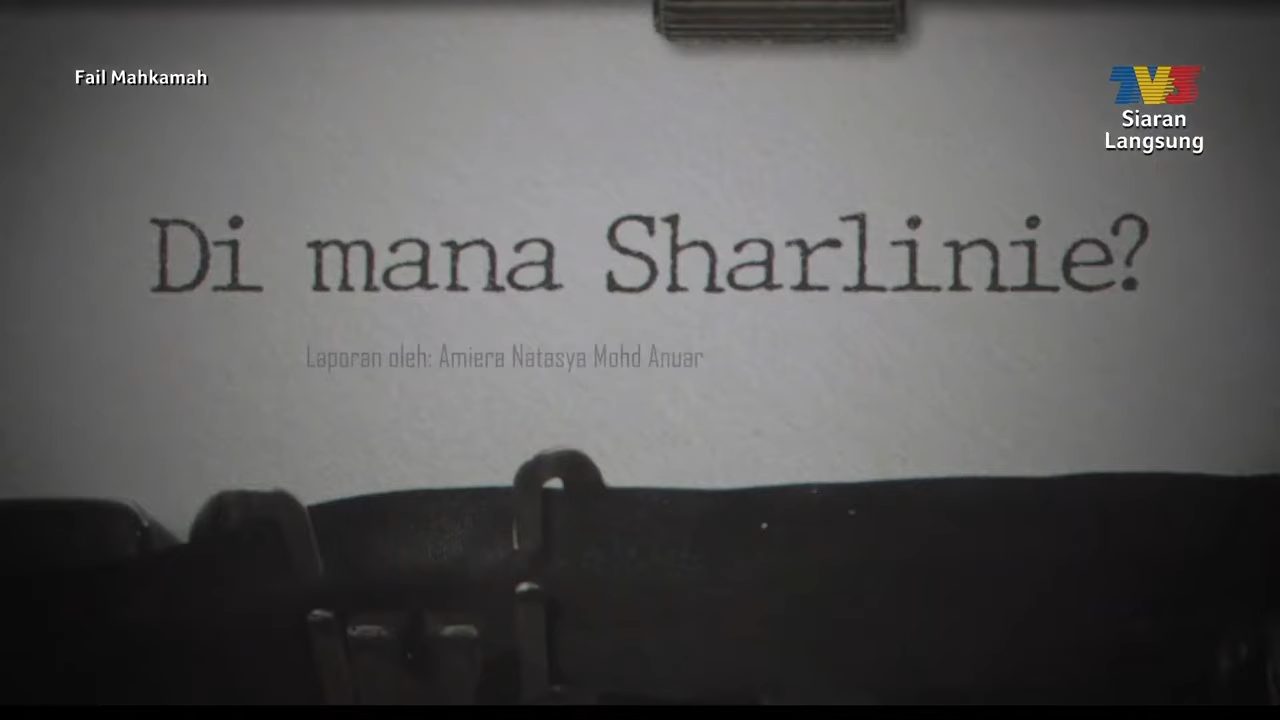 Fail Mahkamah
TV3
Siaran
Langsung
Di mana Sharlinie?
Laporan oleh: Amiera Natasya Mohd Anuar